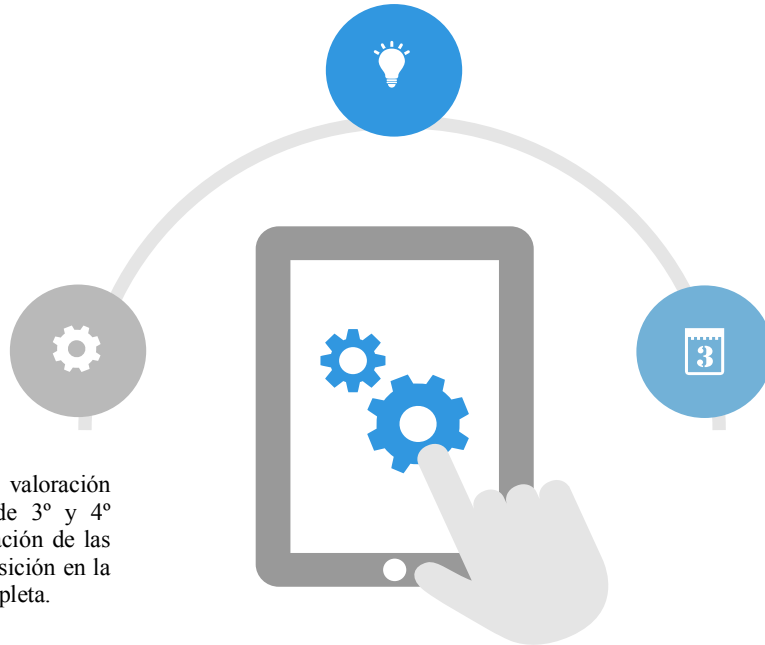 3
valoración
de 3º y 4º
ación de las
sición en la
pleta.